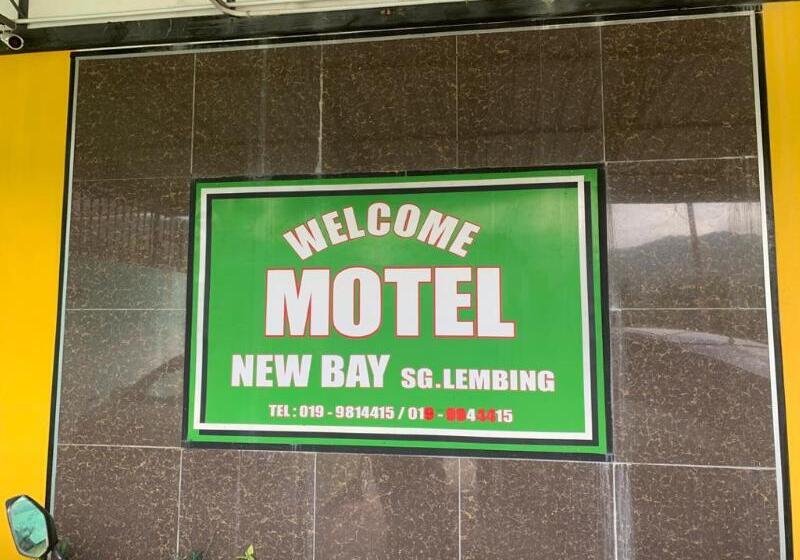 WELCOME
MOTEL
NEW BAY SG.LEMBING
TEL : 019 - 9814415 / 019 - 9944415